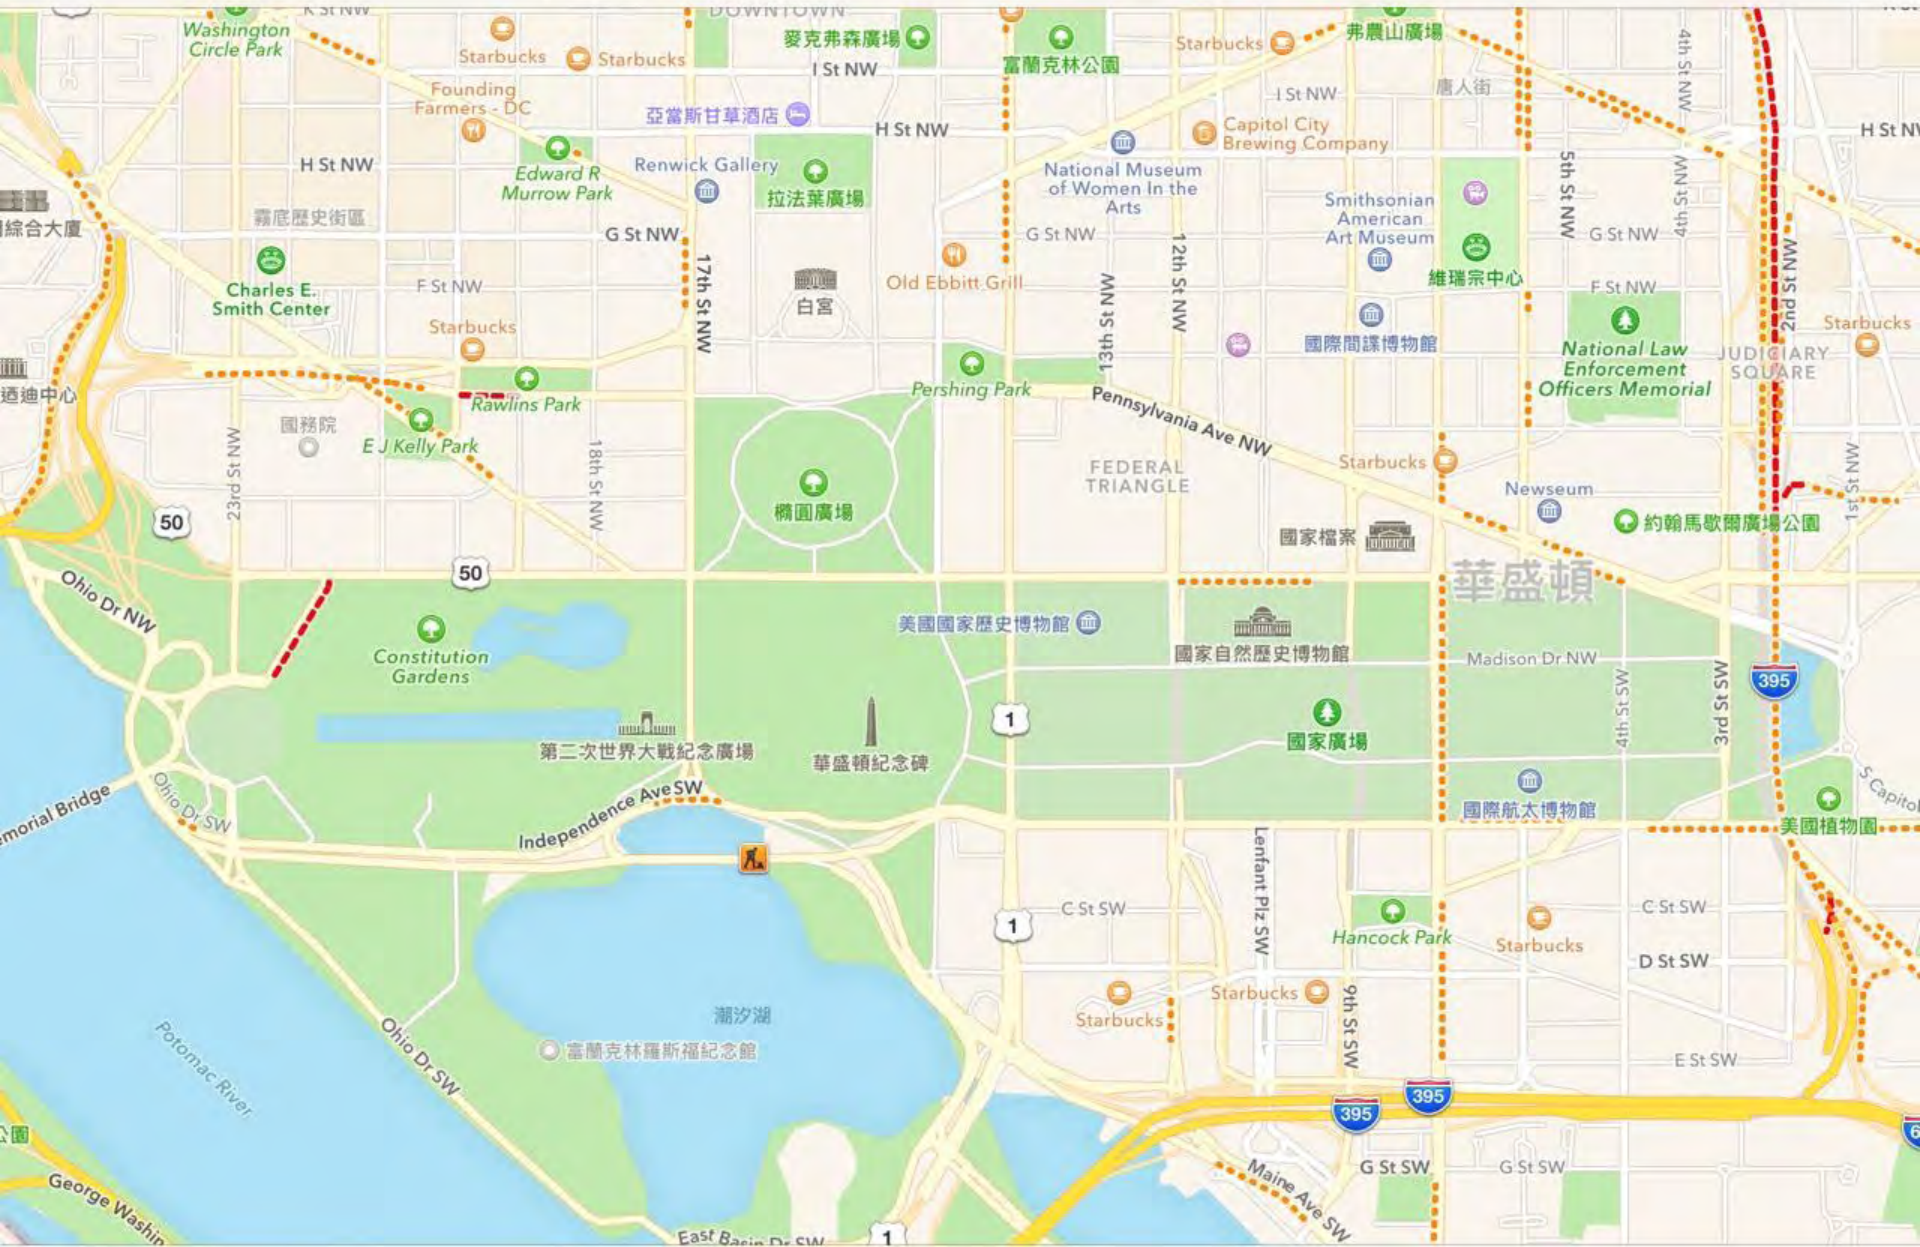 Washington
Circle Park
K St NW
DOWNTOWN
Starbucks
Starbucks
麥克弗森廣場
I St NW
富蘭克林公園
Starbucks
弗農山廣場
4th St NW
唐人街
I St NW
Founding
Farmers - DC
亞當斯甘草酒店
H St NW
Capitol City
Brewing Company
H St NW
Edward R
Murrow Park
Renwick Gallery
拉法葉廣場
National Museum
of Women In the
Arts
Smithsonian
American
Art Museum
5th St NW
4th St NW
綜合大廈
霧底歷史街區
G St NW
G St NW
G St NW
12th St NW
維瑞宗中心
Charles E.
Smith Center
F St NW
17th St NW
白宮
Old Ebbitt Grill
13th St NW
F St NW
2nd St NW
Starbucks
Starbucks
國際間諜博物館
National Law
Enforcement
Officers Memorial
JUDICIARY
SQUARE
Rawlins Park
Pershing Park
Pennsylvania Ave NW
迺迪中心
國務院
E J Kelly Park
23rd St NW
18th St NW
FEDERAL
TRIANGLE
Starbucks
Newseum
1st St NW
50
橢圓廣場
國家檔案
約翰馬歇爾廣場公園
50
華盛頓
Ohio Dr NW
Constitution
Gardens
美國國家歷史博物館
國家自然歷史博物館
Madison Dr NW
4th St SW
3rd St SW
395
1
國家廣場
第二次世界大戰紀念廣場
華盛頓紀念碑
emorial Bridge
Ohio Dr SW
Independence Ave SW
國際航太博物館
美國植物園
S Capitol
Lenfant Plz SW
1
C St SW
Hancock Park
Starbucks
C St SW
D St SW
Starbucks
Starbucks
9th St SW
潮汐湖
富蘭克林羅斯福紀念館
Potomac River
Ohio Dr SW
E St SW
395
395
6
公園
George Washin
G St SW
G St SW
Maine Ave SW
East Basin Dr SW
1